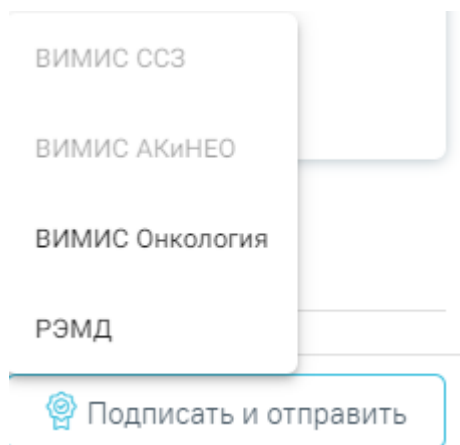 ВИМИС ССЗ
ВИМИС АКиНЕО
ВИМИС Онкология
РЭМД
Подписать и отправить